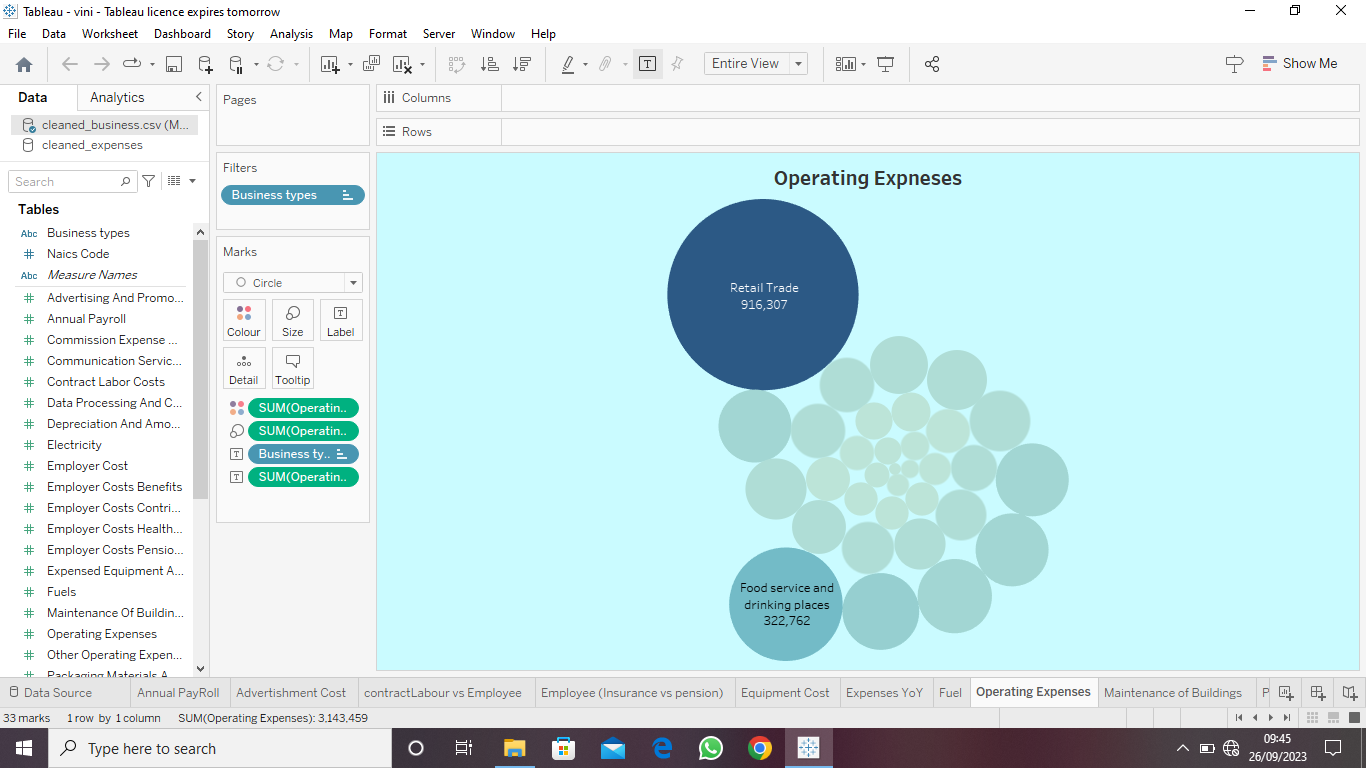 Tableau - vini - Tableau licence expires tomorrow
File Data Worksheet Dashboard Story Analysis Map Format Server Window Help
Entire View
Show Me
Data Analytics
cleaned_business.csv (M...
cleaned_expenses
Search
Tables
Abc Business types
Naics Code
Abc Measure Names
Advertising And Promo...
Annual Payroll
Commission Expense ...
Communication Servic...
Contract Labor Costs
Data Processing And C...
Depreciation And Amo...
Electricity
Employer Cost
Employer Costs Benefits
Employer Costs Contri...
Employer Costs Health...
Employer Costs Pensio...
Expensed Equipment A...
Fuels
Maintenance Of Buildin...
Operating Expenses
Other Operating Expen...
Packaging Materials A
Pages
Filters
Business types
Marks
Circle
Colour Size Label
Detail Tooltip
SUM(Operatin..
SUM(Operatin..
Business ty..
SUM(Operatin..
Columns
Rows
Operating Expneses
Retail Trade
916,307
Food service and
drinking places
322,762
Data Source Annual PayRoll Advertishment Cost contractLabour vs Employee Employee (Insurance vs pension) Equipment Cost Expenses YoY Fuel Operating Expenses Maintenance of Buildings P
33 marks 1 row by 1 column SUM(Operating Expenses): 3,143,459
Type here to search
09:45
26/09/2023